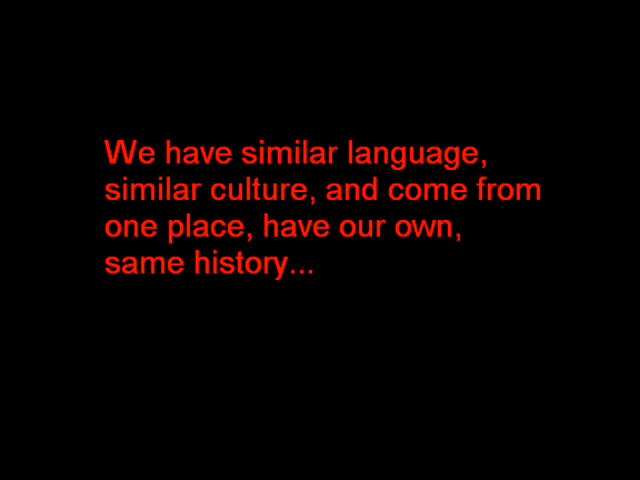 We have similar language,
similar culture, and come from
one place, have our own,
same history...